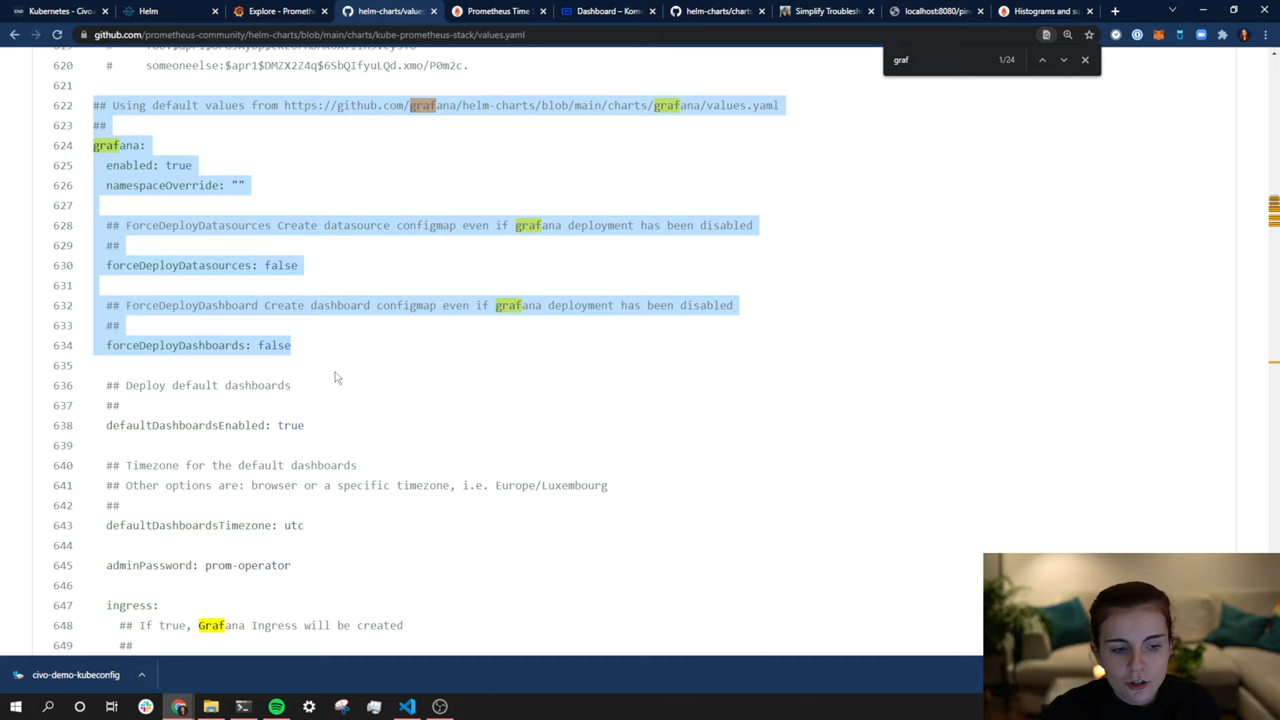 Kubernetes - Civo.
Helm
Explore - Prometh
helm-charts/value
Prometheus Time
Dashboard – Kom
helm-charts/chart
Simplify Troublesh
localhost:8080/pin
Histograms and su
github.com/prometheus-community/helm-charts/blob/main/charts/kube-prometheus-stack/values.yaml
graf
1/24
619
620 # someoneelse:$apr1$DMZX2Z4q$6SbQIfyuLQd.xmo/P0m2c.
621
622 ## Using default values from https://github.com/grafana/helm-charts/blob/main/charts/grafana/values.yaml
623 ##
624 grafana:
625 enabled: true
626 namespaceOverride: ""
627
628 ## ForceDeployDatasources Create datasource configmap even if grafana deployment has been disabled
629 ##
630 forceDeployDatasources: false
631
632 ## ForceDeployDashboard Create dashboard configmap even if grafana deployment has been disabled
633 ##
634 forceDeployDashboards: false
635
636 ## Deploy default dashboards
637 ##
638 defaultDashboardsEnabled: true
639
640 ## Timezone for the default dashboards
641 ## Other options are: browser or a specific timezone, i.e. Europe/Luxembourg
642 ##
643 defaultDashboardsTimezone: utc
644
645 adminPassword: prom-operator
646
647 ingress:
648 ## If true, Grafana Ingress will be created
649 ##
civo-demo-kubeconfig